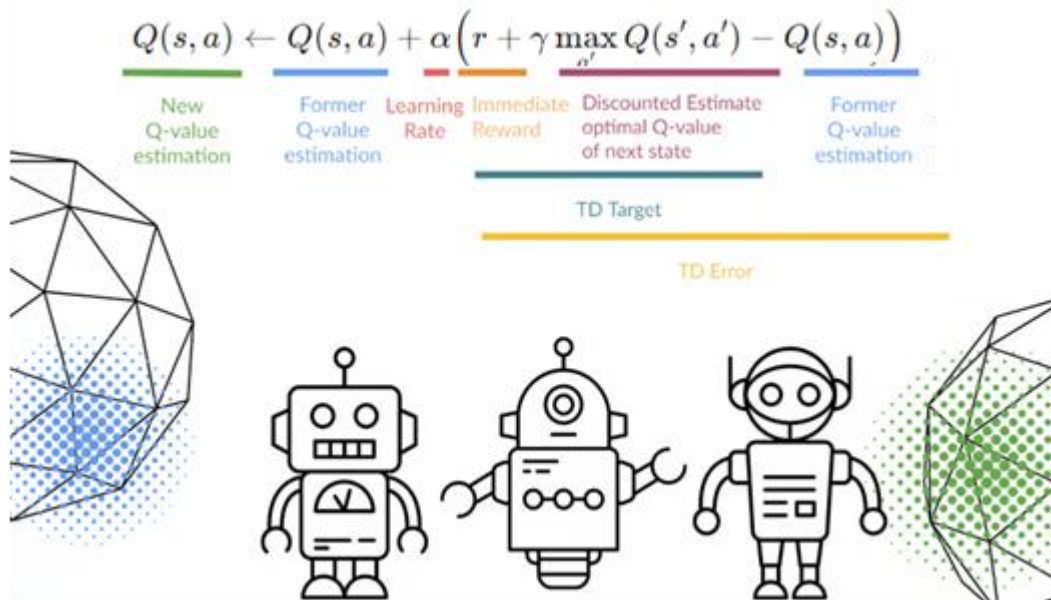 Q(s, a) ← Q(s, a) + α(r + γ max Q(s′, a′) − Q(s, a))
a′
New
Q-value
estimation
Former
Q-value
estimation
Learning
Rate
Immediate
Reward
Discounted Estimate
optimal Q-value
of next state
Former
Q-value
estimation
TD Target
TD Error